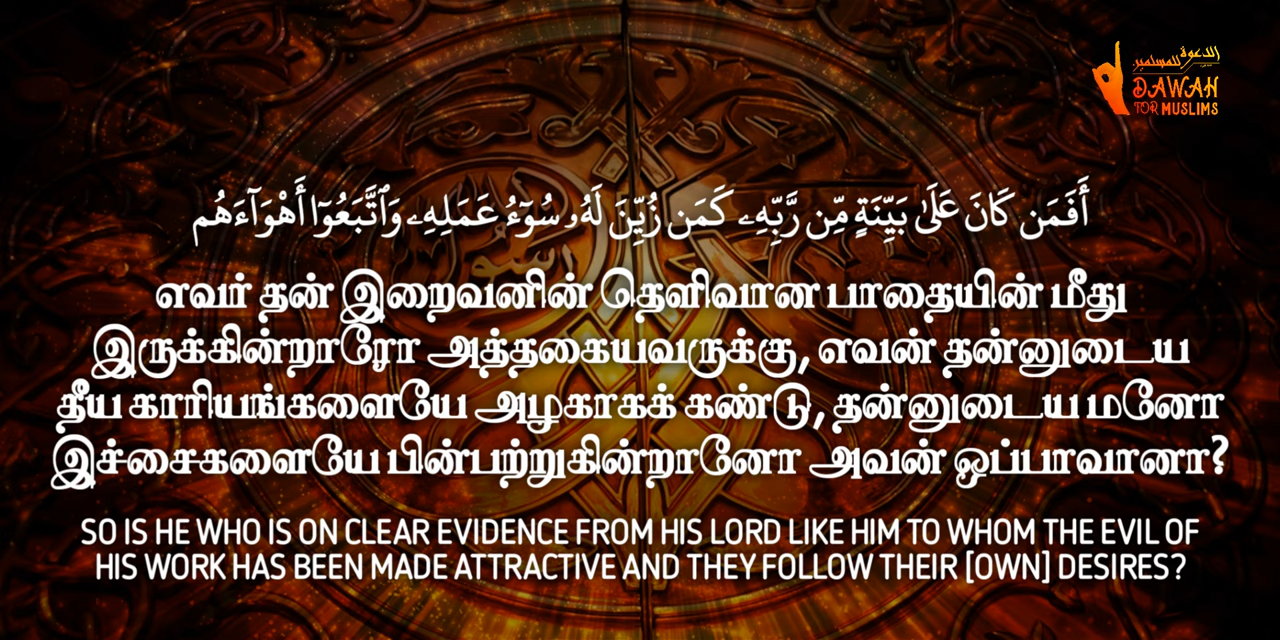 الدعوة للمسلمين
DAWAH
FOR MUSLIMS
أَفَمَن كَانَ عَلَىٰ بَيِّنَةٍ مِّن رَّبِّهِۦ كَمَن زُيِّنَ لَهُۥ سُوٓءُ عَمَلِهِۦ وَٱتَّبَعُوٓا۟ أَهْوَآءَهُم
எவர் தன் இறைவனின் தெளிவான பாதையின் மீது
இருக்கின்றாரோ அத்தகையவருக்கு, எவன் தன்னுடைய
தீய காரியங்களையே அழகாகக் கண்டு, தன்னுடைய மனோ
இச்சைகளையே பின்பற்றுகின்றானோ அவன் ஒப்பாவானா?
SO IS HE WHO IS ON CLEAR EVIDENCE FROM HIS LORD LIKE HIM TO WHOM THE EVIL OF
HIS WORK HAS BEEN MADE ATTRACTIVE AND THEY FOLLOW THEIR [OWN] DESIRES?